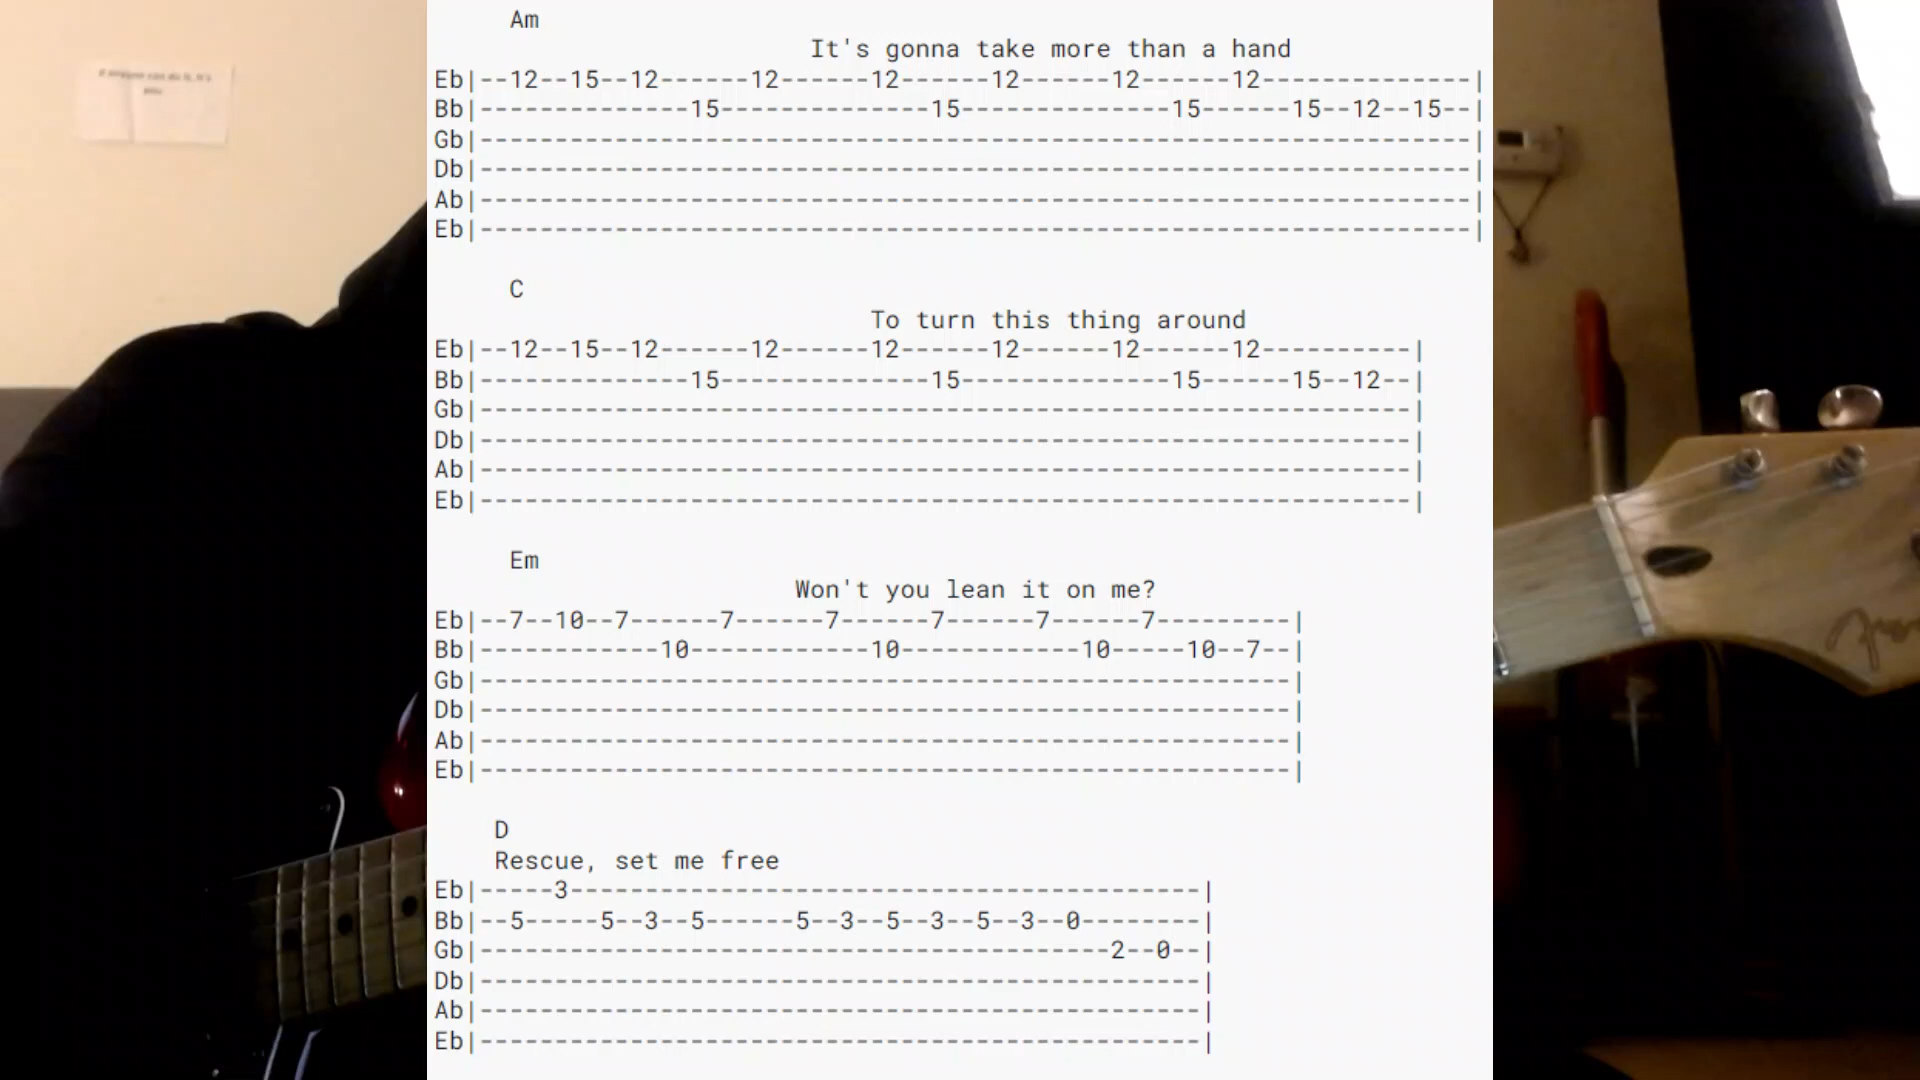 Am
It's gonna take more than a hand
Eb|--12--15--12------12------12------12------12------12--------------|
Bb|--------------15--------------15--------------15------15--12--15--|
Gb|------------------------------------------------------------------|
Db|------------------------------------------------------------------|
Ab|------------------------------------------------------------------|
Eb|------------------------------------------------------------------|
C
To turn this thing around
Eb|--12--15--12------12------12------12------12------12----------|
Bb|--------------15--------------15--------------15------15--12--|
Gb|--------------------------------------------------------------|
Db|--------------------------------------------------------------|
Ab|--------------------------------------------------------------|
Eb|--------------------------------------------------------------|
Em
Won't you lean it on me?
Eb|--7--10--7------7------7------7------7------7---------|
Bb|------------10------------10------------10-----10--7--|
Gb|------------------------------------------------------|
Db|------------------------------------------------------|
Ab|------------------------------------------------------|
Eb|------------------------------------------------------|
D
Rescue, set me free
Eb|-----3------------------------------------------|
Bb|--5-----5--3--5------5--3--5--3--5--3--0--------|
Gb|------------------------------------------2--0--|
Db|------------------------------------------------|
Ab|------------------------------------------------|
Eb|------------------------------------------------|